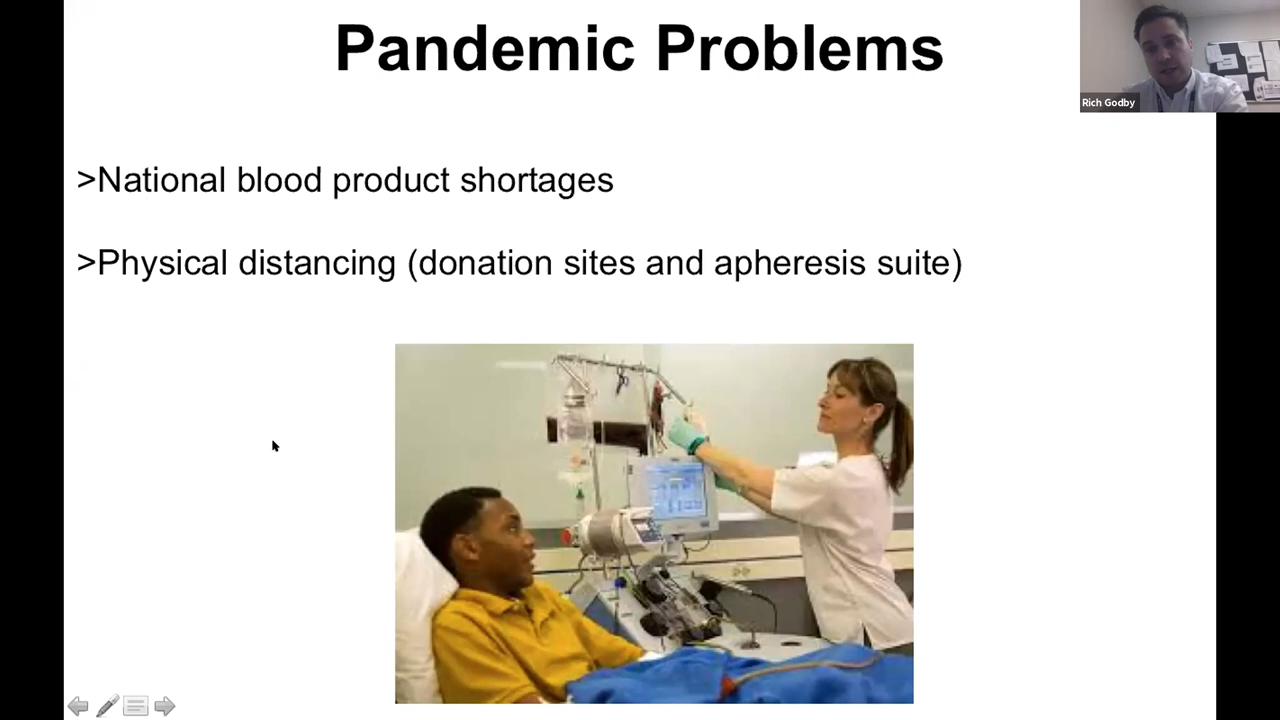 Pandemic Problems
Rich Godby
>National blood product shortages
>Physical distancing (donation sites and apheresis suite)